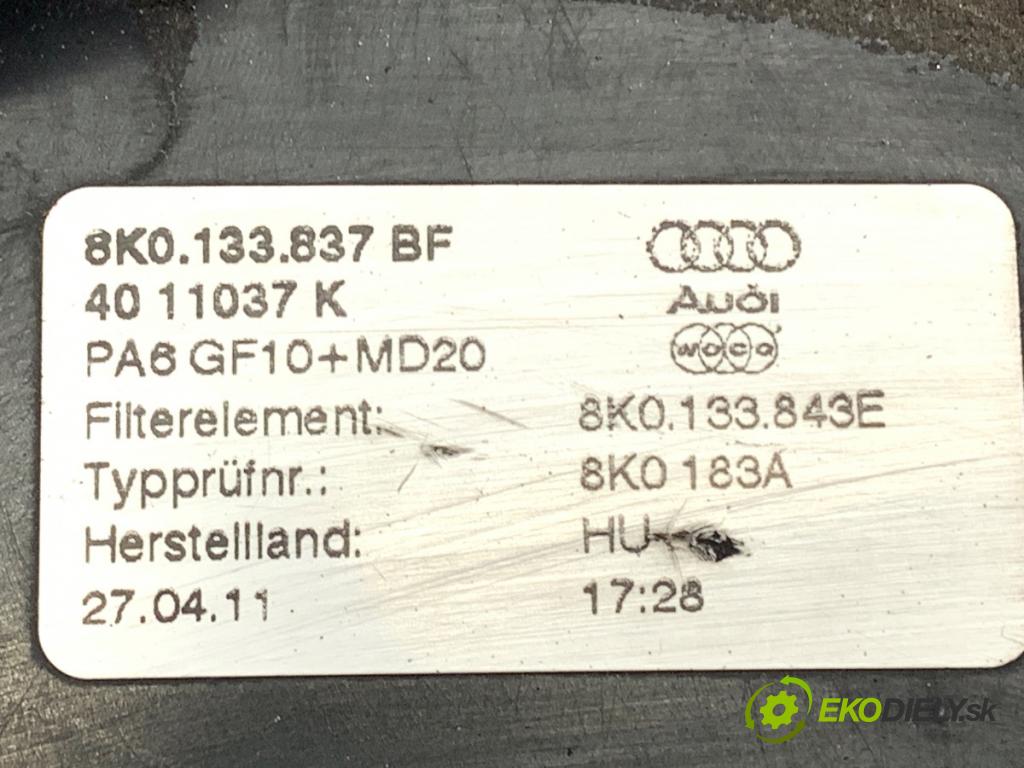 8K0.133.837 BF
40 11037 K
Audi
PA6 GF10+MD20
WOCO
Filterelement: 8K0.133.843E
Typprüfnr.: 8K0 183A
Herstellland: HU
27.04.11 17:28
EKODIELY.sk